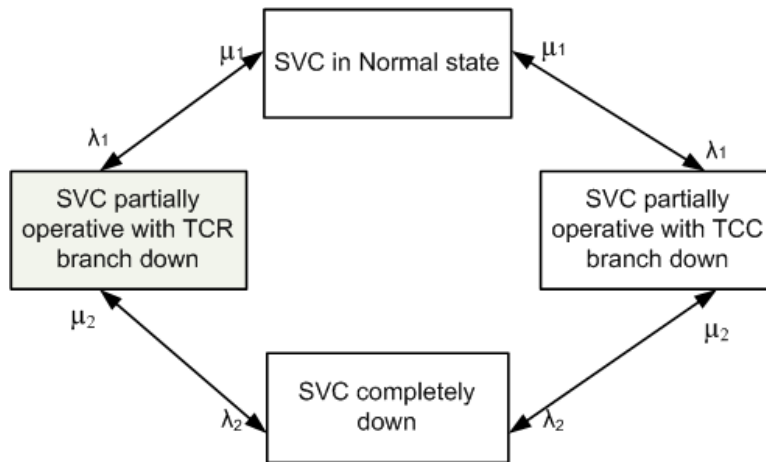 μ1
SVC in Normal state
μ1
λ1
λ1
SVC partially
operative with TCR
branch down
SVC partially
operative with TCC
branch down
μ2
μ2
SVC completely
down
λ2
λ2